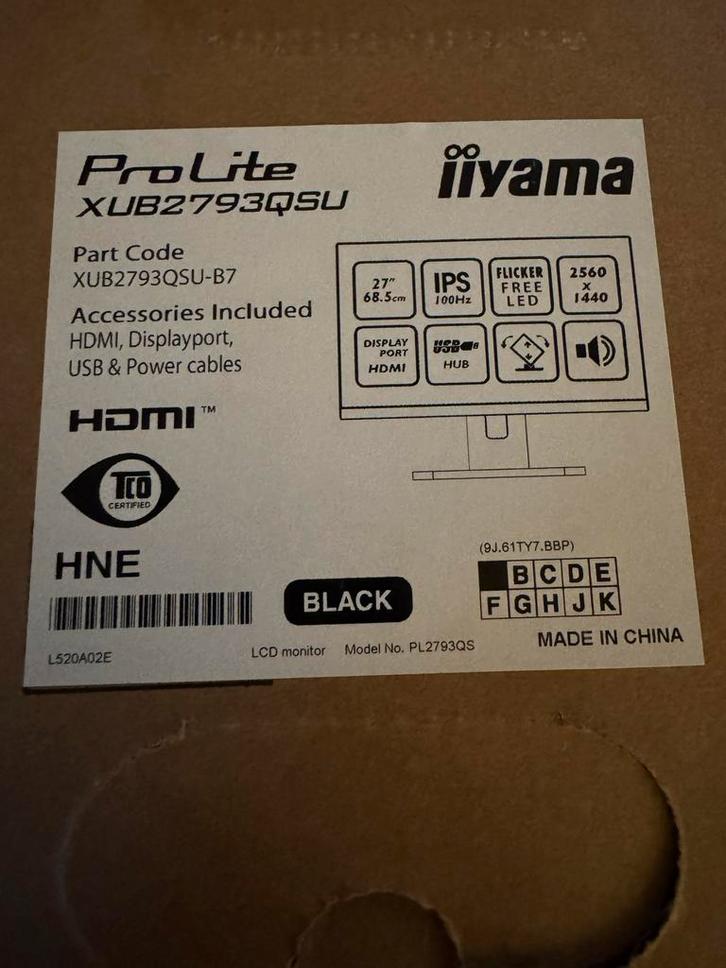 ProLite
XUB2793QSU
iiyama
Part Code
XUB2793QSU-B7
Accessories Included
HDMI, Displayport,
USB & Power cables
27"
68.5cm
IPS
100Hz
FLICKER
FREE
LED
2560
x
1440
DISPLAY
PORT
HDMI
USB
HUB
HDMI™
TCO
CERTIFIED
HNE
BLACK
(9J.61TY7.BBP)
B C D E
F G H J K
L520A02E
LCD monitor Model No. PL2793QS
MADE IN CHINA